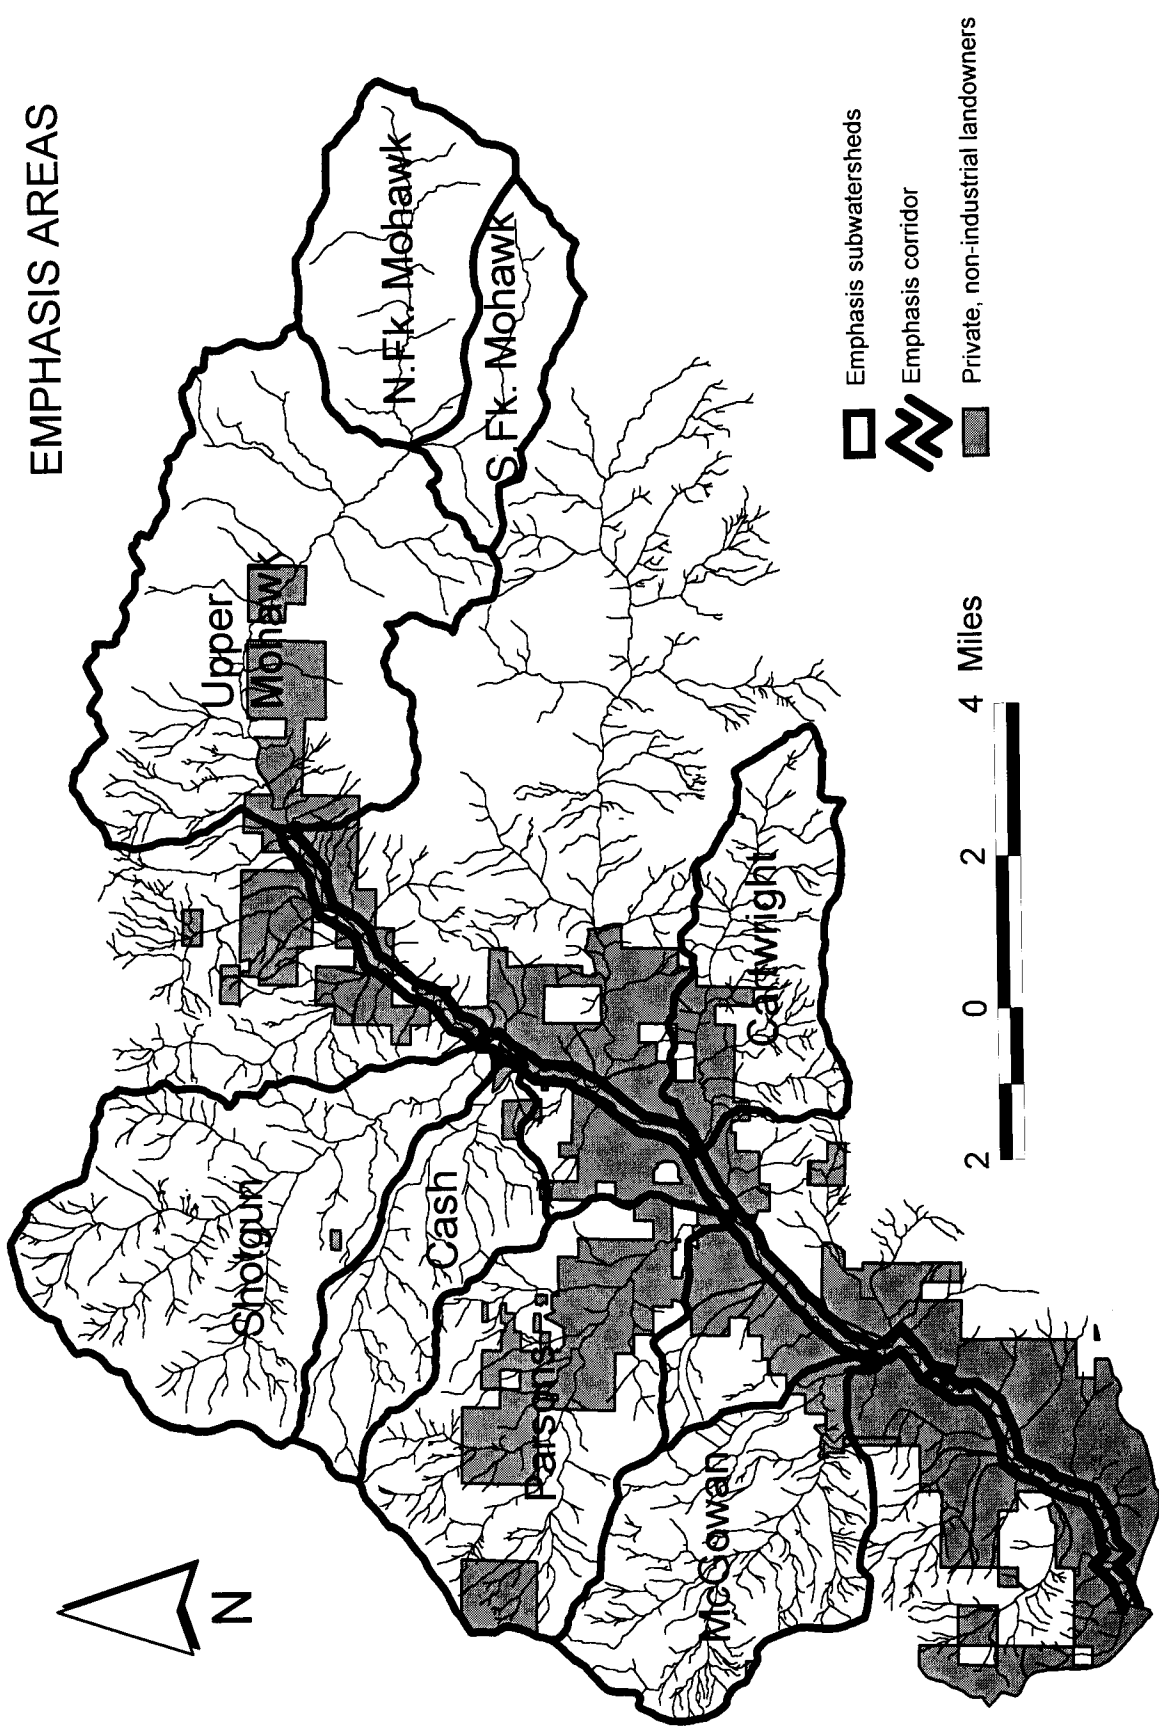 EMPHASIS AREAS
N.Fk. Mohawk
S.Fk. Mohawk
Upper
Mohawk
Shotgun
Cash
Parsons
McGowan
Cartwright
N
2 0 2 4 Miles
Emphasis subwatersheds
Emphasis corridor
Private, non-industrial landowners